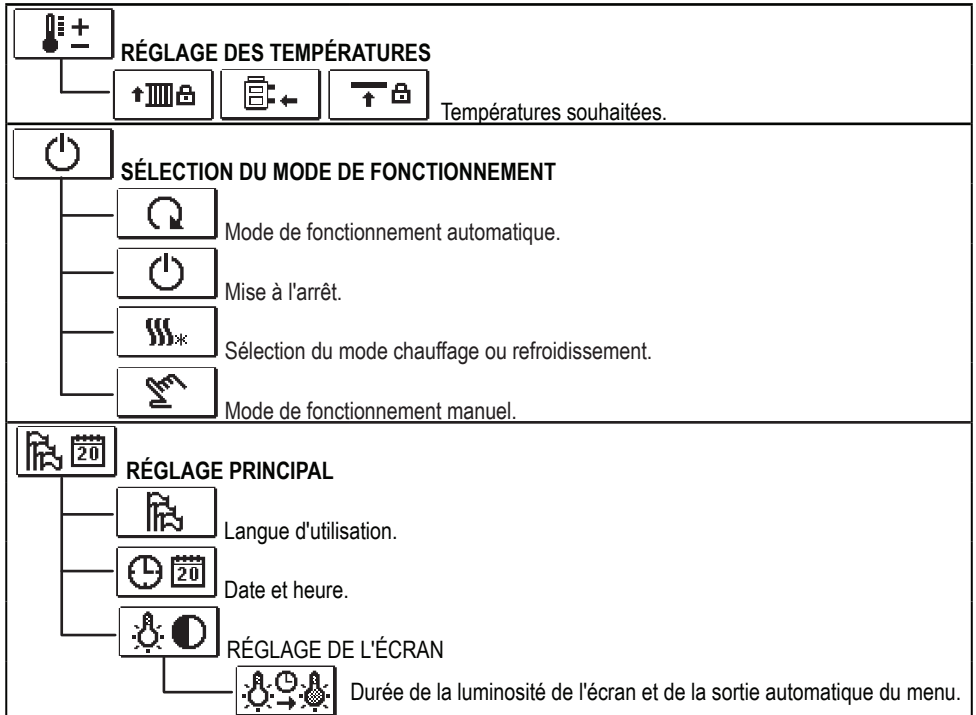 RÉGLAGE DES TEMPÉRATURES
Températures souhaitées.
SÉLECTION DU MODE DE FONCTIONNEMENT
Mode de fonctionnement automatique.
Mise à l'arrêt.
Sélection du mode chauffage ou refroidissement.
Mode de fonctionnement manuel.
20
RÉGLAGE PRINCIPAL
Langue d'utilisation.
20
Date et heure.
RÉGLAGE DE L'ÉCRAN
Durée de la luminosité de l'écran et de la sortie automatique du menu.